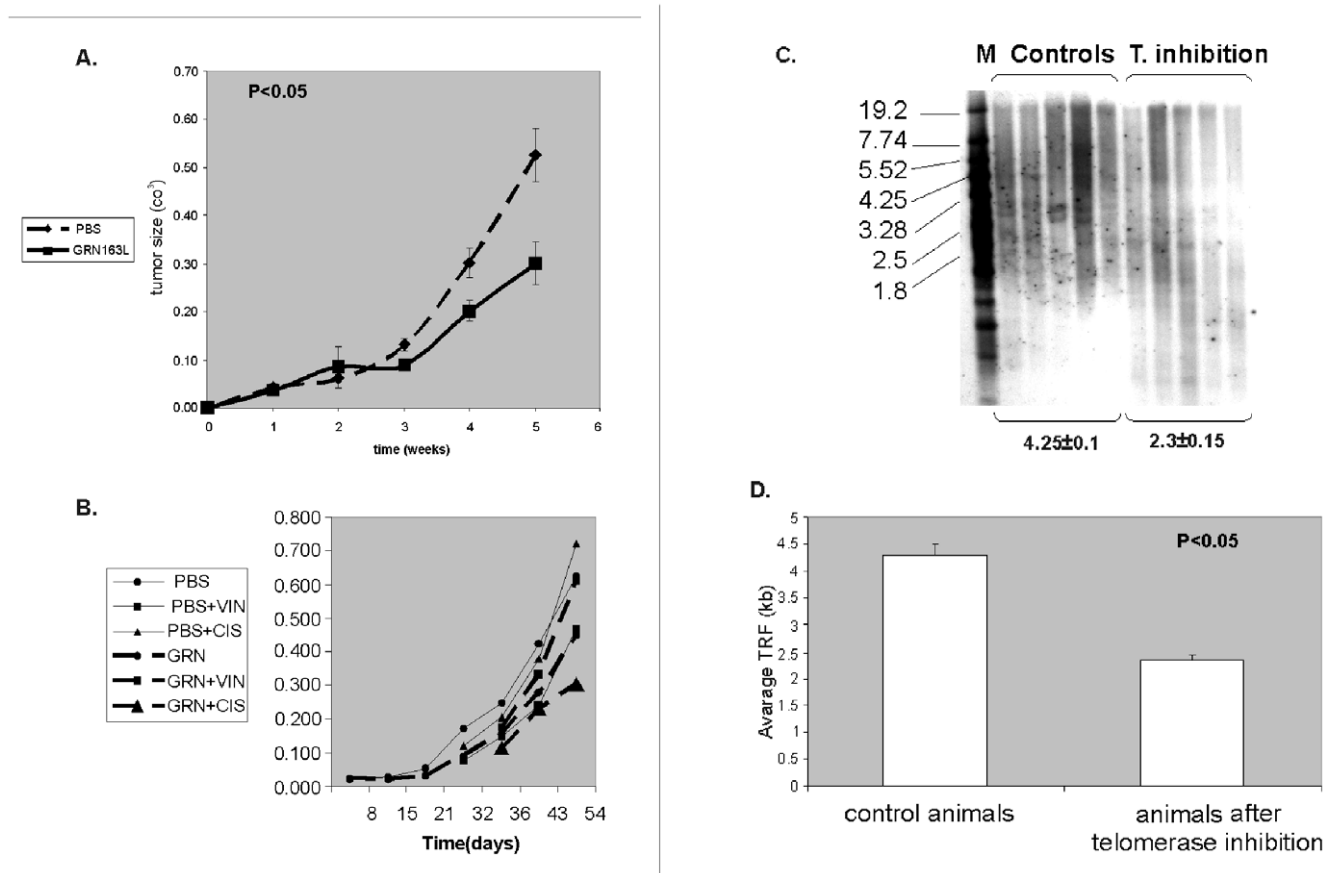 A.
P<0.05
0.70
0.60
0.50
0.40
0.30
0.20
0.10
0.00
0 1 2 3 4 5 6
tumor size (co³)
time (weeks)
PBS
GRN163L
B.
0.800
0.700
0.600
0.500
0.400
0.300
0.200
0.100
0.000
8 15 21 32 36 43 54
Time(days)
PBS
PBS+VIN
PBS+CIS
GRN
GRN+VIN
GRN+CIS
C.
M Controls T. inhibition
19.2
7.74
5.52
4.25
3.28
2.5
1.8
4.25±0.1 2.3±0.15
D.
P<0.05
5
4.5
4
3.5
3
2.5
2
1.5
1
0.5
0
Avarage TRF (kb)
control animals
animals after
telomerase inhibition